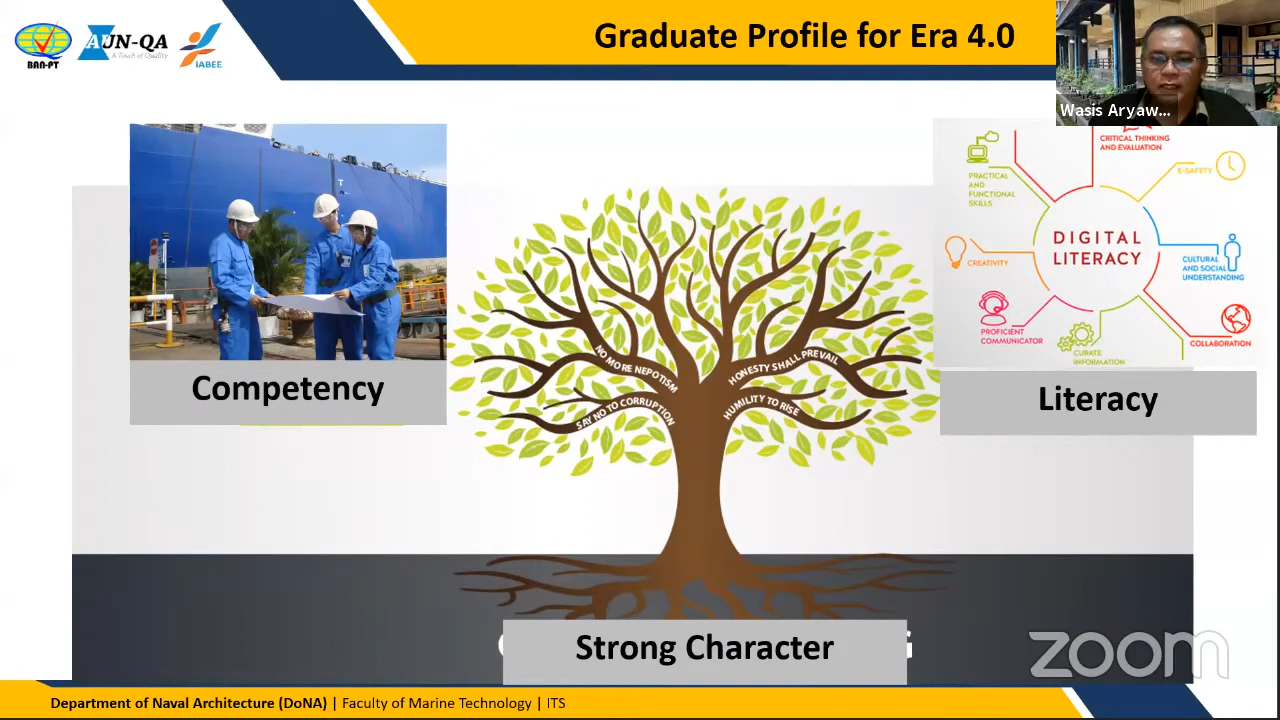 BAN-PT
AUN-QA
A Touch of Quality
IABEE
Graduate Profile for Era 4.0
Wasis Aryaw...
Competency
NO MORE NEPOTISM
SAY NO TO CORRUPTION
HONESTY SHALL PREVAIL
HUMILITY TO RISE
CRITICAL THINKING
AND EVALUATION
E-SAFETY
PRACTICAL
AND
FUNCTIONAL
SKILLS
DIGITAL
LITERACY
CREATIVITY
CULTURAL
AND SOCIAL
UNDERSTANDING
PROFICIENT
COMMUNICATOR
CURATE
INFORMATION
COLLABORATION
Literacy
Strong Character
zoom
Department of Naval Architecture (DoNA) | Faculty of Marine Technology | ITS